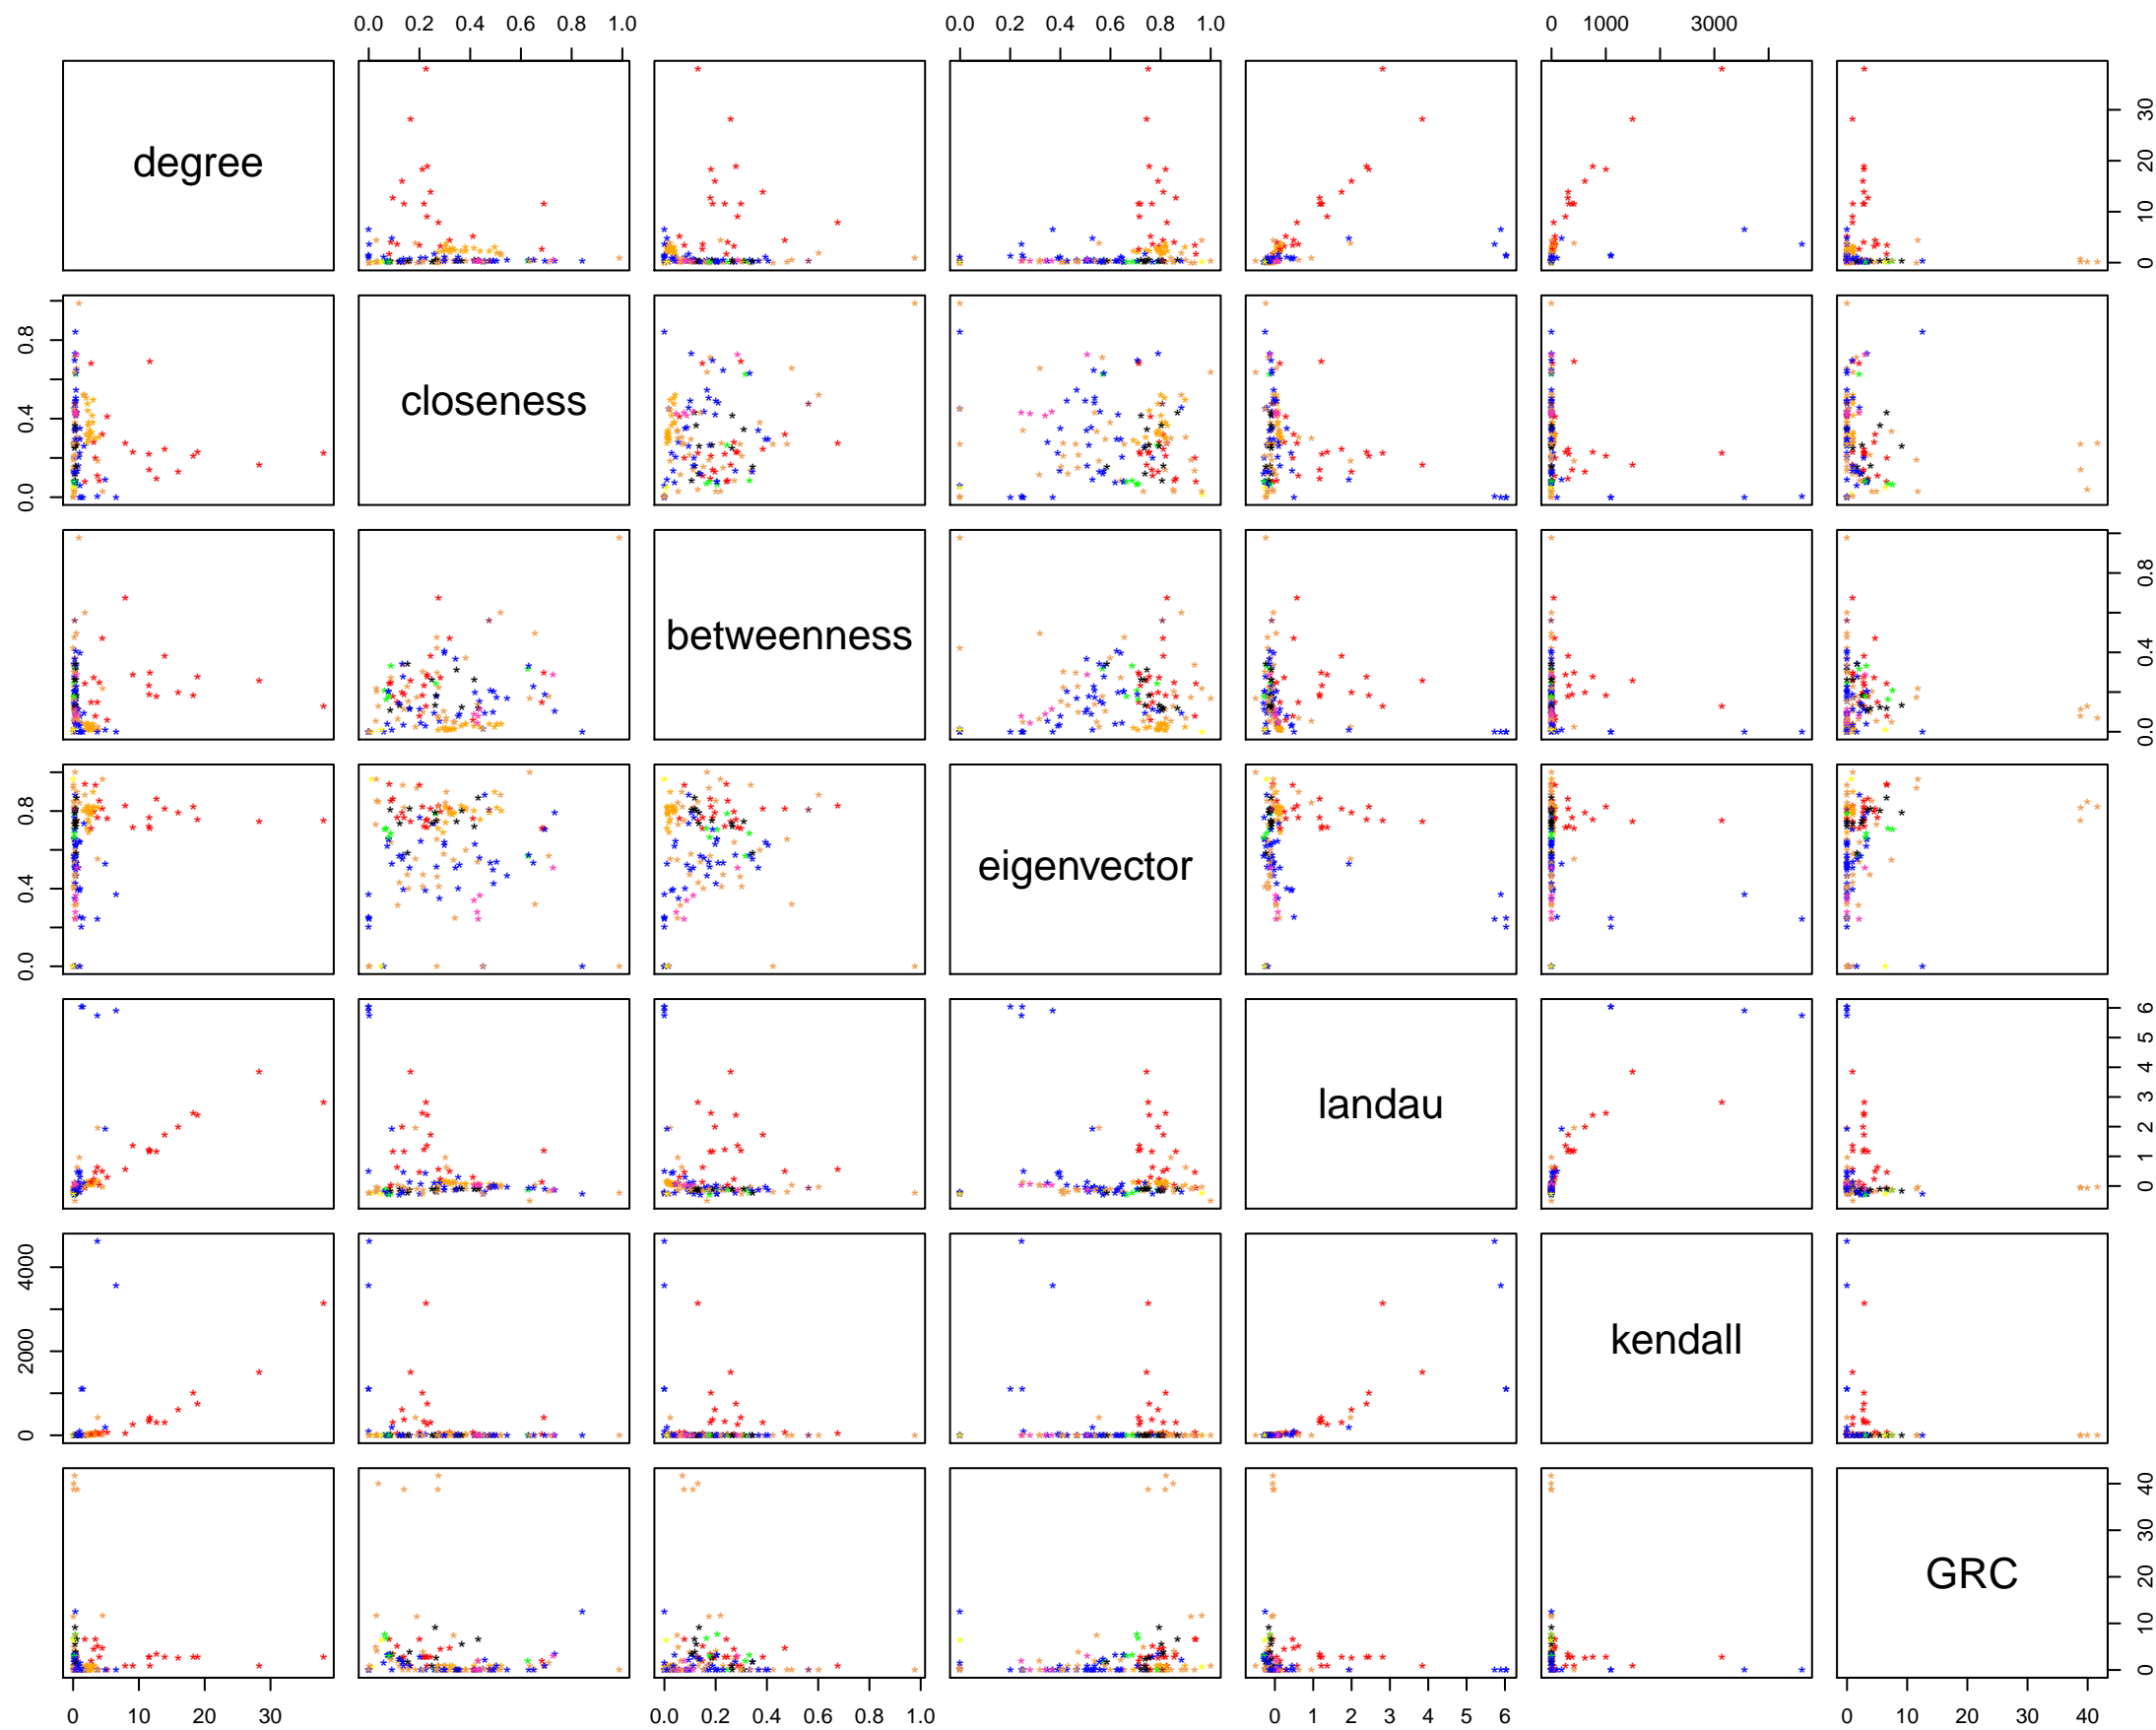 0.0 0.2 0.4 0.6 0.8 1.0
0.0 0.2 0.4 0.6 0.8 1.0
0 1000 3000
degree
0 10 20 30
0.0 0.4 0.8
closeness
betweenness
0.0 0.4 0.8
0.0 0.4 0.8
eigenvector
landau
0 1 2 3 4 5 6
0 2000 4000
kendall
GRC
0 10 20 30 40
0 10 20 30
0.0 0.2 0.4 0.6 0.8 1.0
0 1 2 3 4 5 6
0 10 20 30 40